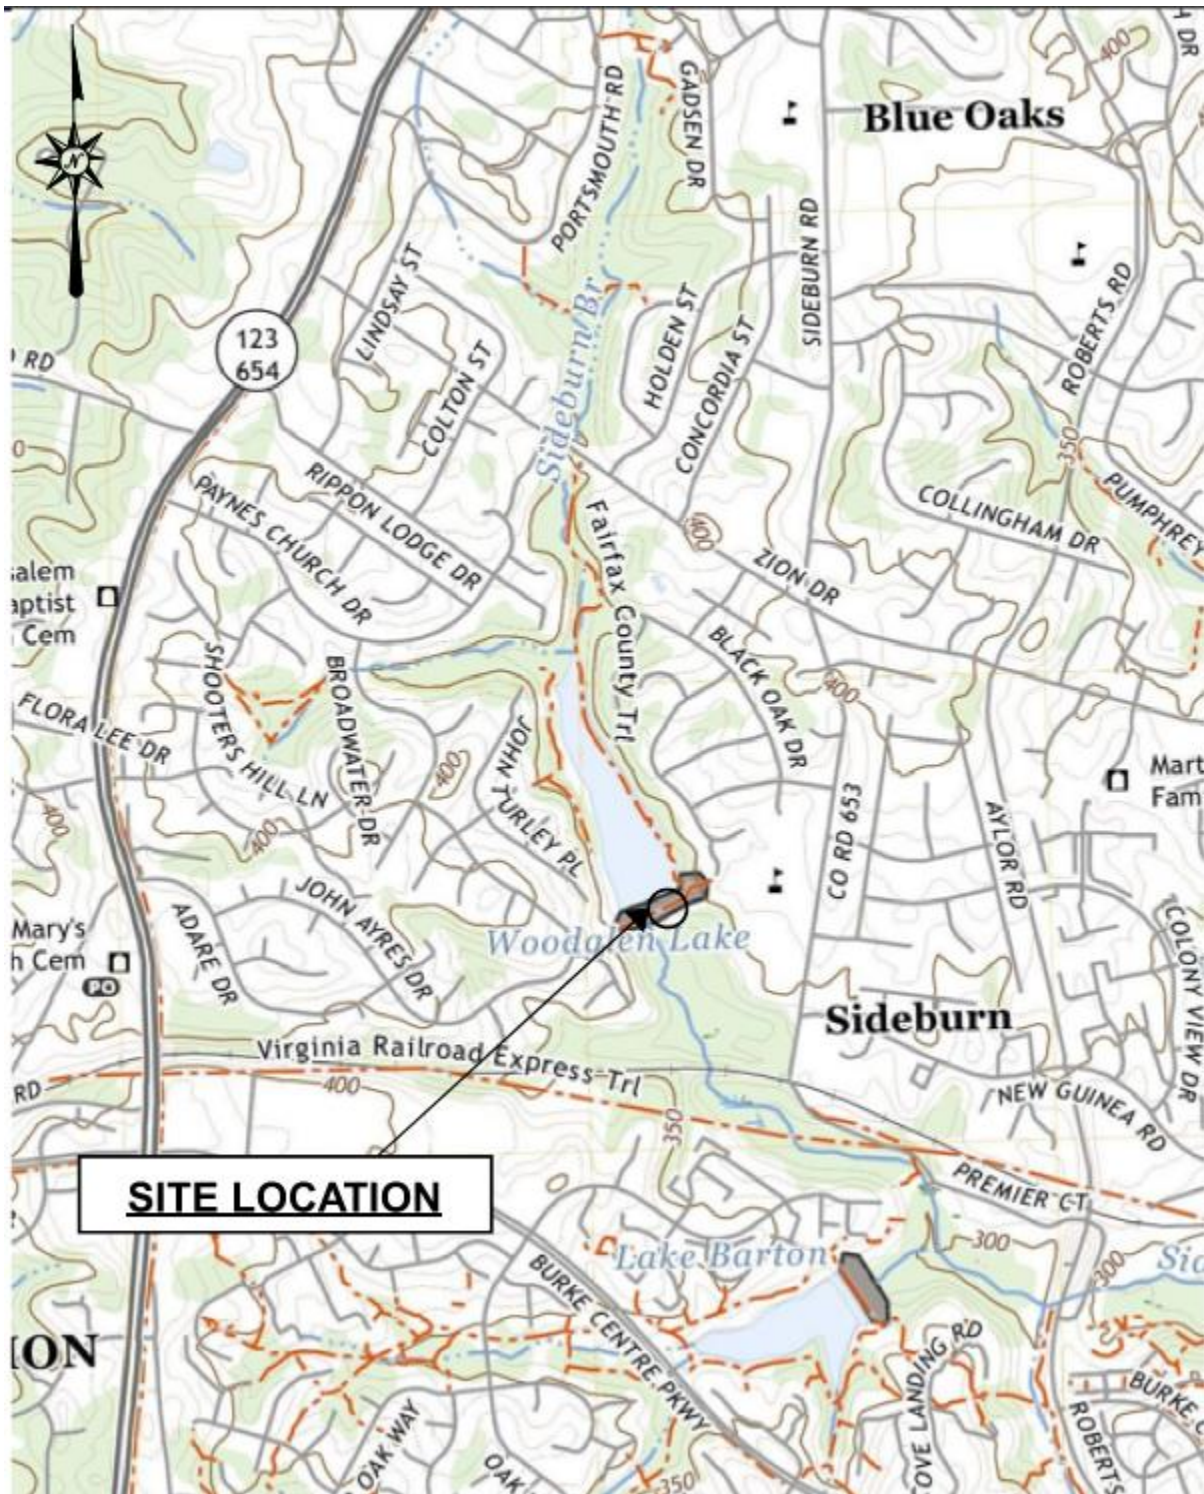 H DR
400
Blue Oaks
GADSEN DR
PORTSMOUTH RD
N
SIDEBURN RD
LINDSAY ST
123
654
RD
COLTON ST
Sideburn Br
HOLDEN ST
CONCORDIA ST
ROBERTS RD
350
0
PAYNES CHURCH DR
RIPPON LODGE DR
COLLINGHAM DR
PUMPHREY
400
ZION DR
Fairfax County Trl
alem
aptist
Cem
BLACK OAK DR
400
SHOOTERS HILL LN
BROADWATER DR
FLORA LEE DR
JOHN TURLEY PL
400
400
400
Mart
Fam
CO RD 653
AYLOR RD
JOHN AYRES DR
ADARE DR
Mary's
h Cem
PO
Woodglen Lake
COLONY VIEW DR
Sideburn
Virginia Railroad Express Trl
RD
400
350
NEW GUINEA RD
SITE LOCATION
PREMIER CT
Lake Barton
300
300
Sid
BURKE CENTRE PKWY
ION
OVE LANDING RD
BURKE
ROBERTS
OAK WAY
OAK
350